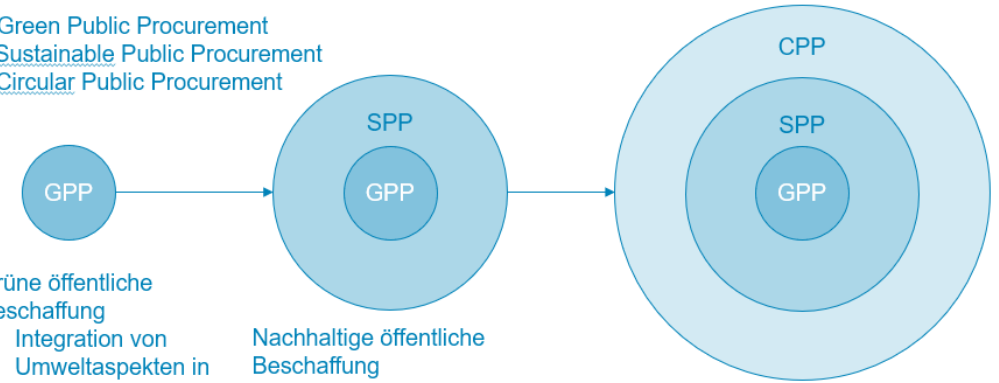 Green Public Procurement
Sustainable Public Procurement
Circular Public Procurement
CPP
SPP
SPP
GPP
GPP
GPP
rüne öffentliche
eschaffung
Integration von
Umweltaspekten in
Nachhaltige öffentliche
Beschaffung